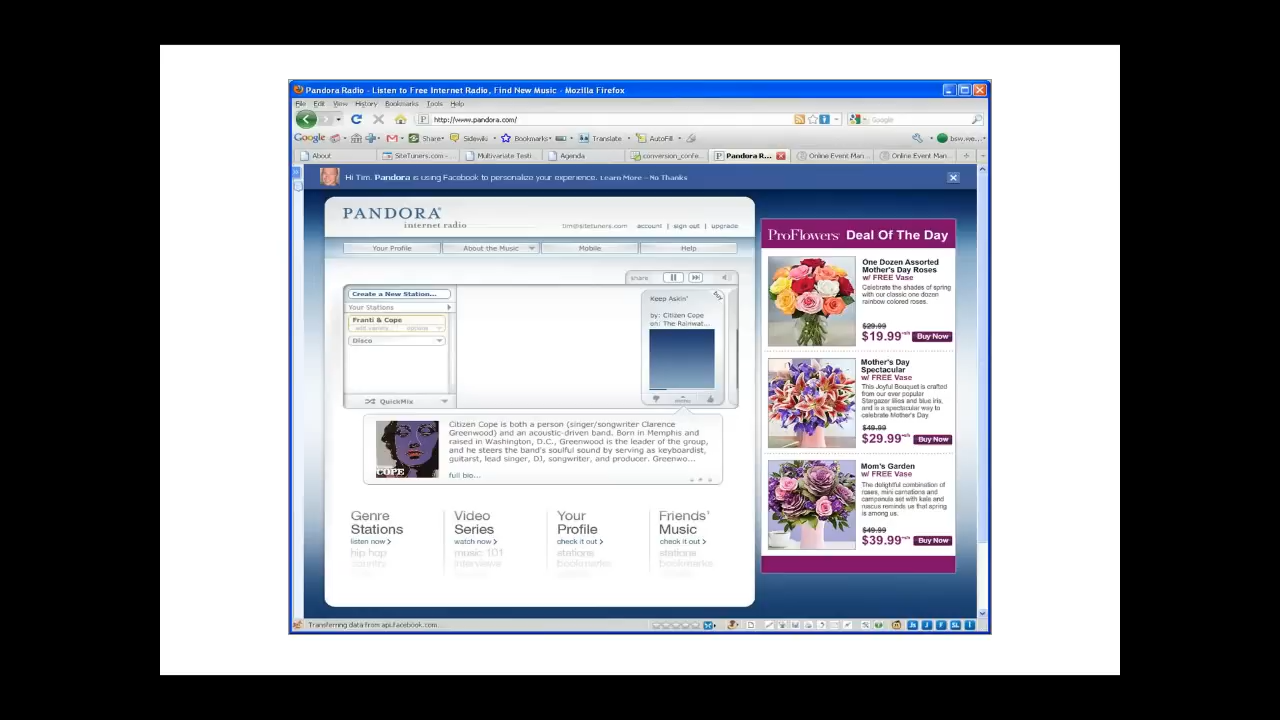 Pandora Radio - Listen to Free Internet Radio, Find New Music - Mozilla Firefox
File Edit View History Bookmarks Tools Help
http://www.pandora.com/
Google
Google Share Sidewiki Bookmarks Translate AutoFill bsw.we...
About
SiteTuners.com -...
Multivariate Testi...
Agenda
conversion_confe...
Pandora R...
Online Event Man...
Online Event Man...
Hi Tim. Pandora is using Facebook to personalize your experience. Learn More - No Thanks
PANDORA
internet radio
tim@sitetuners.com account | sign out | upgrade
Your Profile
About the Music
Mobile
Help
share
Create a New Station...
Your Stations
Franti & Cope
add variety... options
Disco
QuickMix
buy
Keep Askin'
by: Citizen Cope
on: The Rainwat...
menu
COPE
Citizen Cope is both a person (singer/songwriter Clarence
Greenwood) and an acoustic-driven band. Born in Memphis and
raised in Washington, D.C., Greenwood is the leader of the group,
and he steers the band's soulful sound by serving as keyboardist,
guitarst, lead singer, DJ, songwriter, and producer. Greenwo...
full bio...
Genre
Stations
listen now >
hip hop
country
Video
Series
watch now >
music 101
interviews
Your
Profile
check it out >
stations
bookmarks
Friends'
Music
check it out >
stations
bookmarks
ProFlowers Deal Of The Day
One Dozen Assorted
Mother's Day Roses
w/ FREE Vase
Celebrate the shades of spring
with our classic one dozen
rainbow colored roses.
$29.99
$19.99 Buy Now
Mother's Day
Spectacular
w/ FREE Vase
This Joyful Bouquet is crafted
from our ever popular
Stargazer lilies and blue iris,
and is a spectacular way to
celebrate Mother's Day
$49.99
$29.99 Buy Now
Mom's Garden
w/ FREE Vase
The delightful combination of
roses, mini carnations and
campanula set with kale and
ruscus reminds us that spring
is among us.
$49.99
$39.99 Buy Now
Transferring data from api.facebook.com...